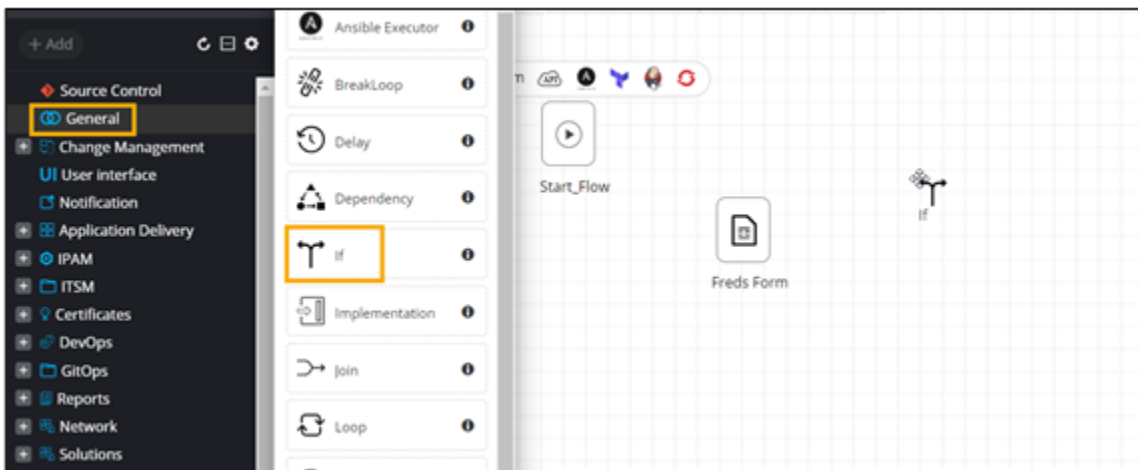 + Add
Source Control
General
Change Management
UI User interface
Notification
Application Delivery
IPAM
ITSM
Certificates
DevOps
GitOps
Reports
Network
Solutions
Ansible Executor
BreakLoop
Delay
Dependency
If
Implementation
Join
Loop
m
API
Start_Flow
Freds Form
If